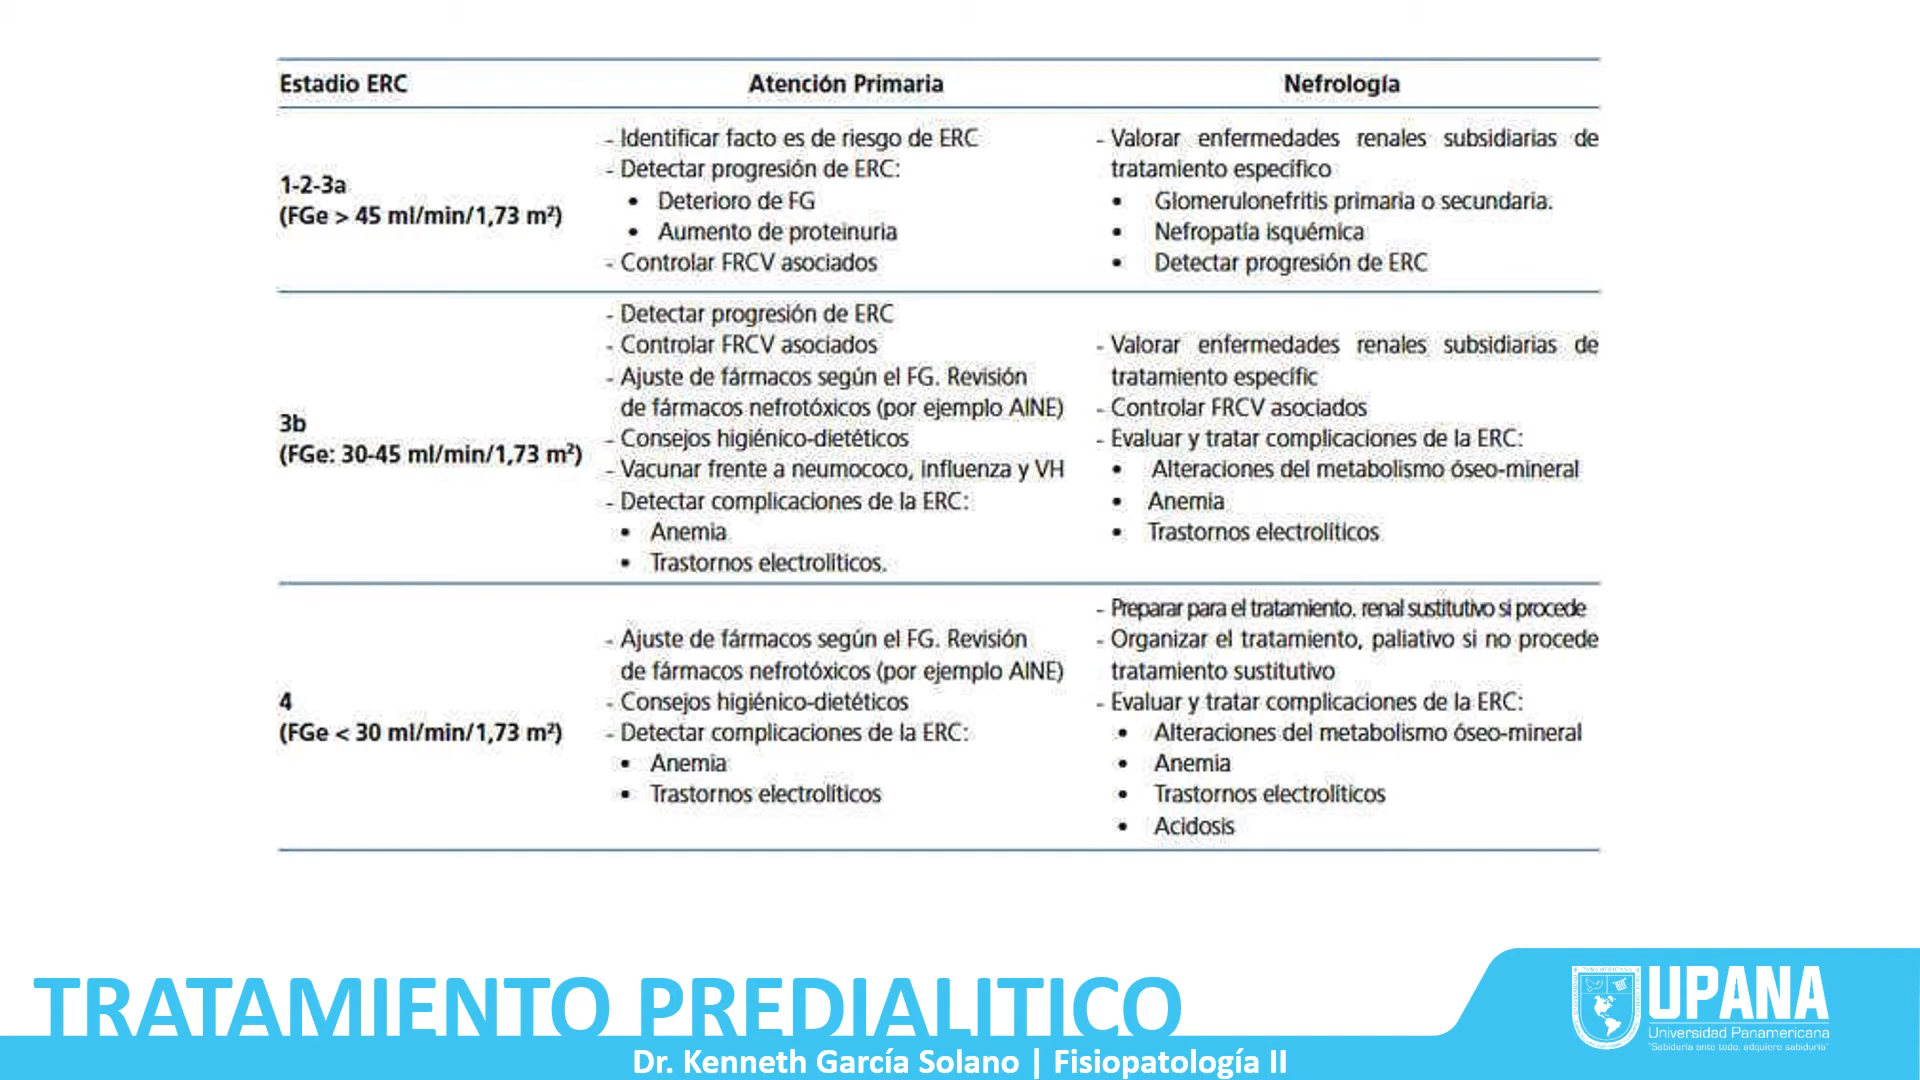 Estadio ERC
Atención Primaria
Nefrología
1-2-3a
(FGe > 45 ml/min/1,73 m²)
- Identificar facto es de riesgo de ERC
- Detectar progresión de ERC:
• Deterioro de FG
• Aumento de proteinuria
- Controlar FRCV asociados
- Valorar enfermedades renales subsidiarias de
tratamiento específico
• Glomerulonefritis primaria o secundaria.
• Nefropatía isquémica
• Detectar progresión de ERC
3b
(FGe: 30-45 ml/min/1,73 m²)
- Detectar progresión de ERC
- Controlar FRCV asociados
- Ajuste de fármacos según el FG. Revisión
de fármacos nefrotóxicos (por ejemplo AINE)
- Consejos higiénico-dietéticos
- Vacunar frente a neumococo, influenza y VH
- Detectar complicaciones de la ERC:
• Anemia
• Trastornos electrolíticos.
- Valorar enfermedades renales subsidiarias de
tratamiento específic
- Controlar FRCV asociados
- Evaluar y tratar complicaciones de la ERC:
• Alteraciones del metabolismo óseo-mineral
• Anemia
• Trastornos electrolíticos
4
(FGe < 30 ml/min/1,73 m²)
- Ajuste de fármacos según el FG. Revisión
de fármacos nefrotóxicos (por ejemplo AINE)
- Consejos higiénico-dietéticos
- Detectar complicaciones de la ERC:
• Anemia
• Trastornos electrolíticos
- Preparar para el tratamiento. renal sustitutivo si procede
- Organizar el tratamiento, paliativo si no procede
tratamiento sustitutivo
- Evaluar y tratar complicaciones de la ERC:
• Alteraciones del metabolismo óseo-mineral
• Anemia
• Trastornos electrolíticos
• Acidosis
TRATAMIENTO PREDIALITICO
Dr. Kenneth García Solano | Fisiopatología II
UPANA
Universidad Panamericana
"Sabiduría ante todo, adquiere sabiduría"